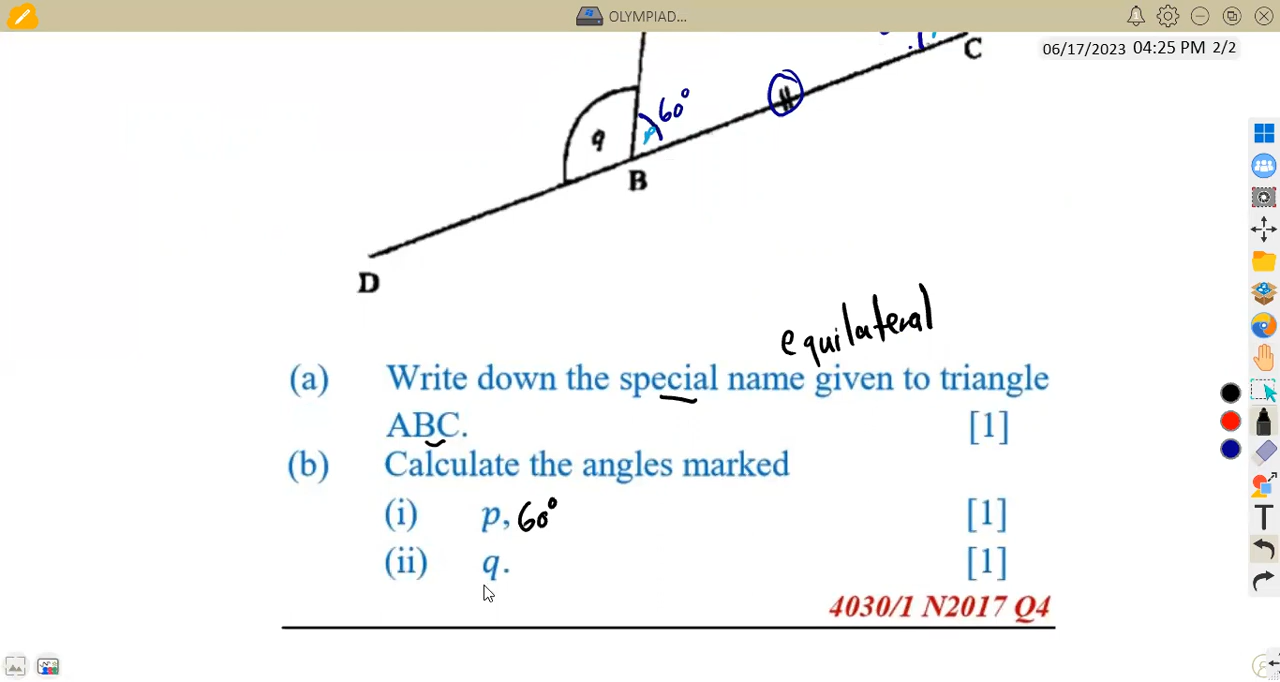 OLYMPIAD...
06/17/2023 04:25 PM 2/2
C
60°
q
p
B
D
equilateral
(a) Write down the special name given to triangle
ABC. [1]
(b) Calculate the angles marked
(i) p, 60° [1]
(ii) q. [1]
4030/1 N2017 Q4
T